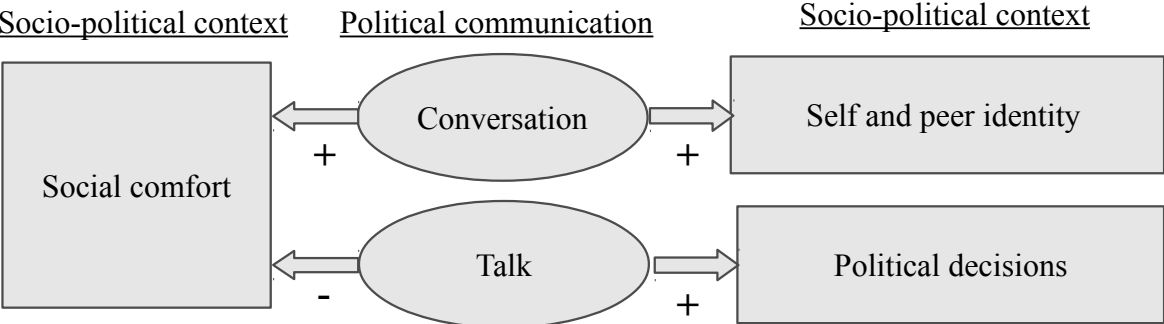 Socio-political context
Political communication
Socio-political context
Conversation
Self and peer identity
+
+
Social comfort
Talk
Political decisions
-
+